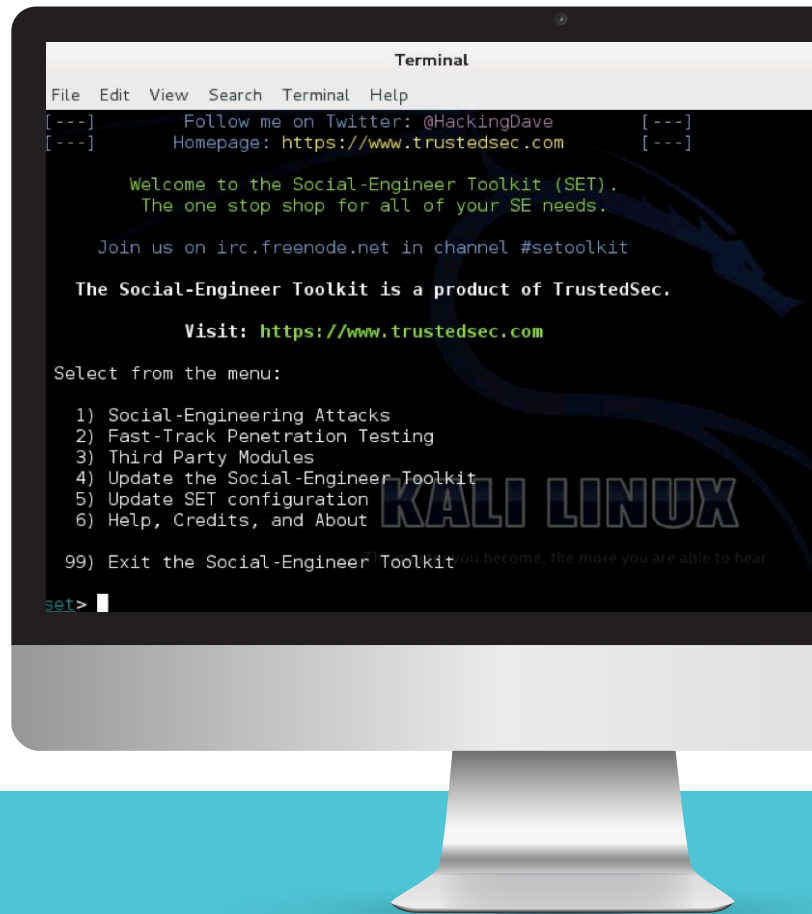 Terminal
File Edit View Search Terminal Help
[---] Follow me on Twitter: @HackingDave [---]
[---] Homepage: https://www.trustedsec.com [---]
Welcome to the Social-Engineer Toolkit (SET).
The one stop shop for all of your SE needs.
Join us on irc.freenode.net in channel #setoolkit
The Social-Engineer Toolkit is a product of TrustedSec.
Visit: https://www.trustedsec.com
Select from the menu:
1) Social-Engineering Attacks
2) Fast-Track Penetration Testing
3) Third Party Modules
4) Update the Social-Engineer Toolkit
5) Update SET configuration
6) Help, Credits, and About
KALI LINUX
you become, the more you are able to hear
99) Exit the Social-Engineer Toolkit
set>